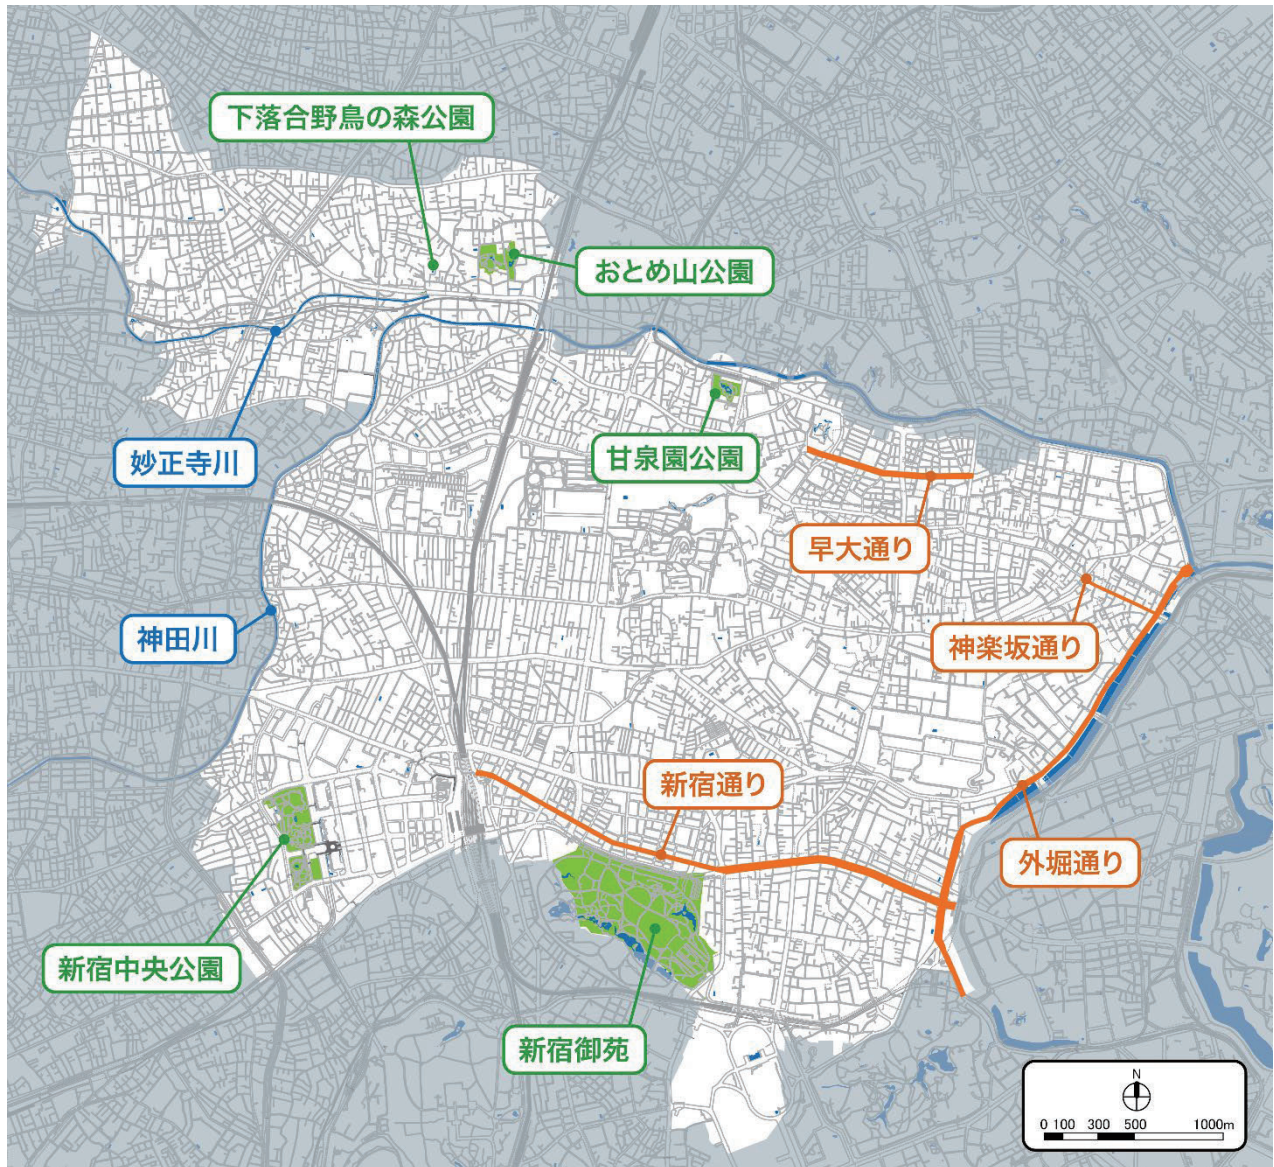 下落合野鳥の森公園
おとめ山公園
妙正寺川
甘泉園公園
早大通り
神田川
神楽坂通り
新宿通り
外堀通り
新宿中央公園
新宿御苑
N
0 100 300 500 1000m